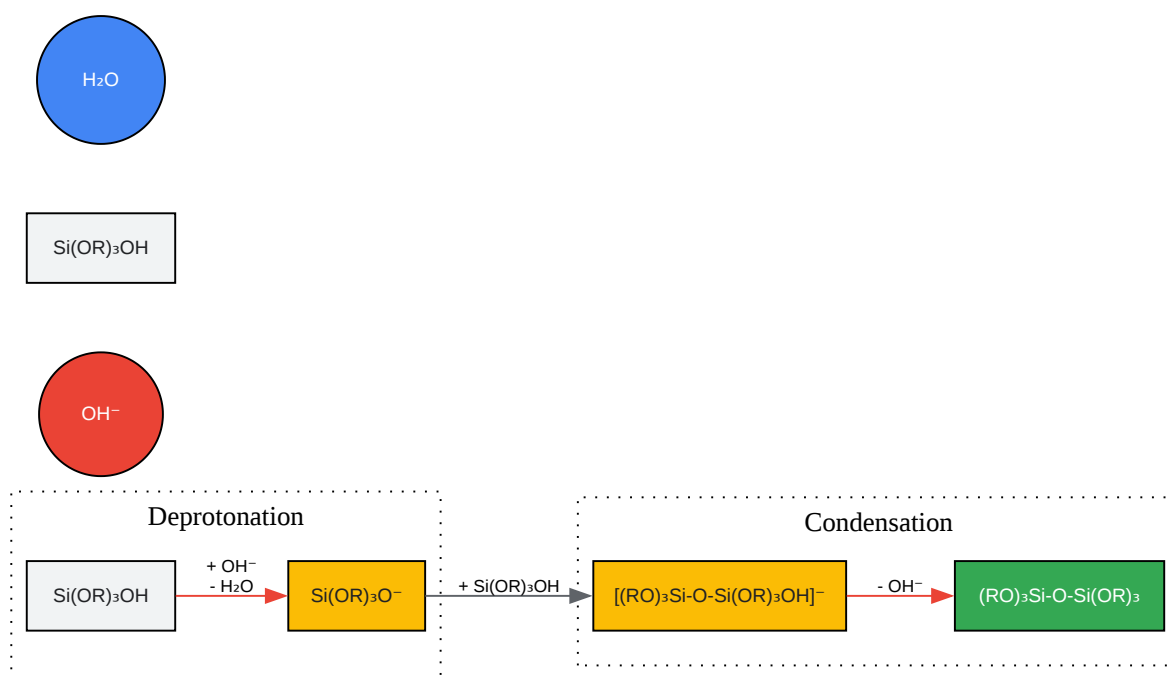 H₂O
Si(OR)₃OH
OH⁻
Deprotonation
Si(OR)₃OH
+ OH⁻
- H₂O
Si(OR)₃O⁻
+ Si(OR)₃OH
Condensation
[(RO)₃Si-O-Si(OR)₃OH]⁻
- OH⁻
(RO)₃Si-O-Si(OR)₃